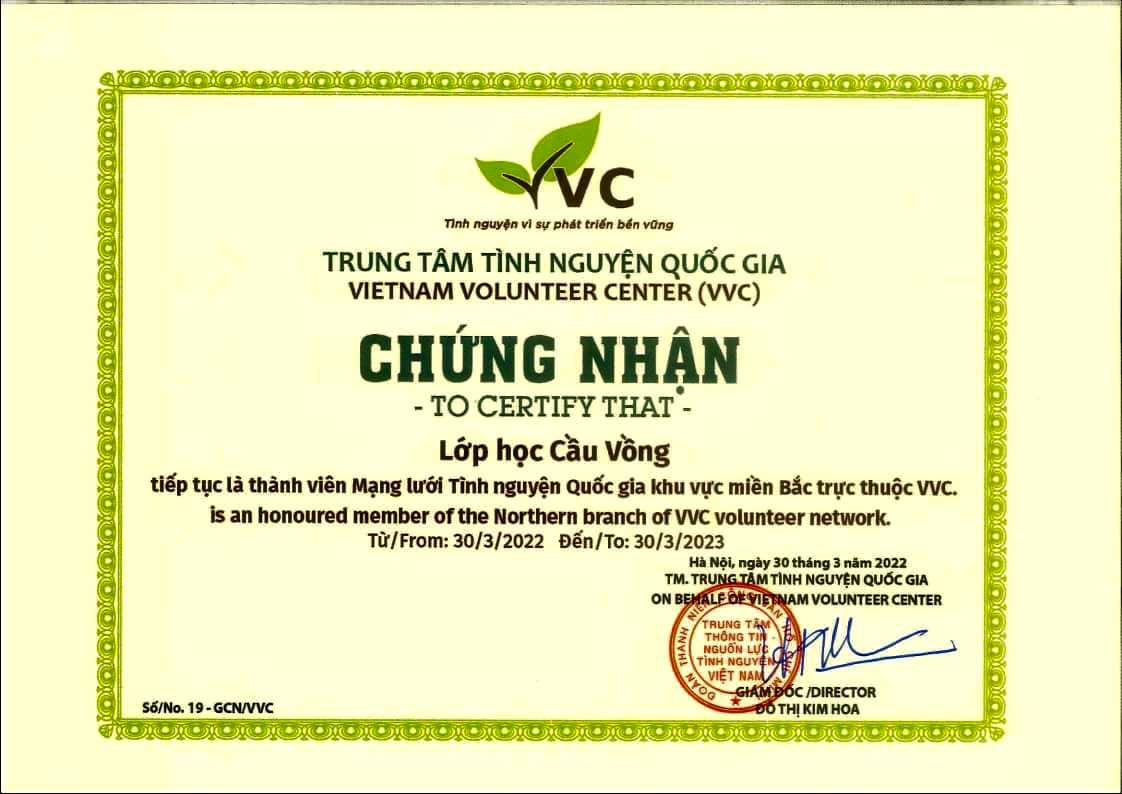 VVC
Tình nguyện vì sự phát triển bền vững
TRUNG TÂM TÌNH NGUYỆN QUỐC GIA
VIETNAM VOLUNTEER CENTER (VVC)
CHỨNG NHẬN
- TO CERTIFY THAT -
Lớp học Cầu Vồng
tiếp tục là thành viên Mạng lưới Tình nguyện Quốc gia khu vực miền Bắc trực thuộc VVC.
is an honoured member of the Northern branch of VVC volunteer network.
Từ/From: 30/3/2022 Đến/To: 30/3/2023
Hà Nội, ngày 30 tháng 3 năm 2022
TM. TRUNG TÂM TÌNH NGUYỆN QUỐC GIA
ON BEHALF OF VIETNAM VOLUNTEER CENTER
ĐOÀN THANH NIÊN CỘNG SẢN HỒ CHÍ MINH
TRUNG TÂM
THÔNG TIN -
NGUỒN LỰC
TÌNH NGUYỆN
VIỆT NAM
GIÁM ĐỐC /DIRECTOR
ĐỖ THỊ KIM HOA
Số/No. 19 - GCN/VVC